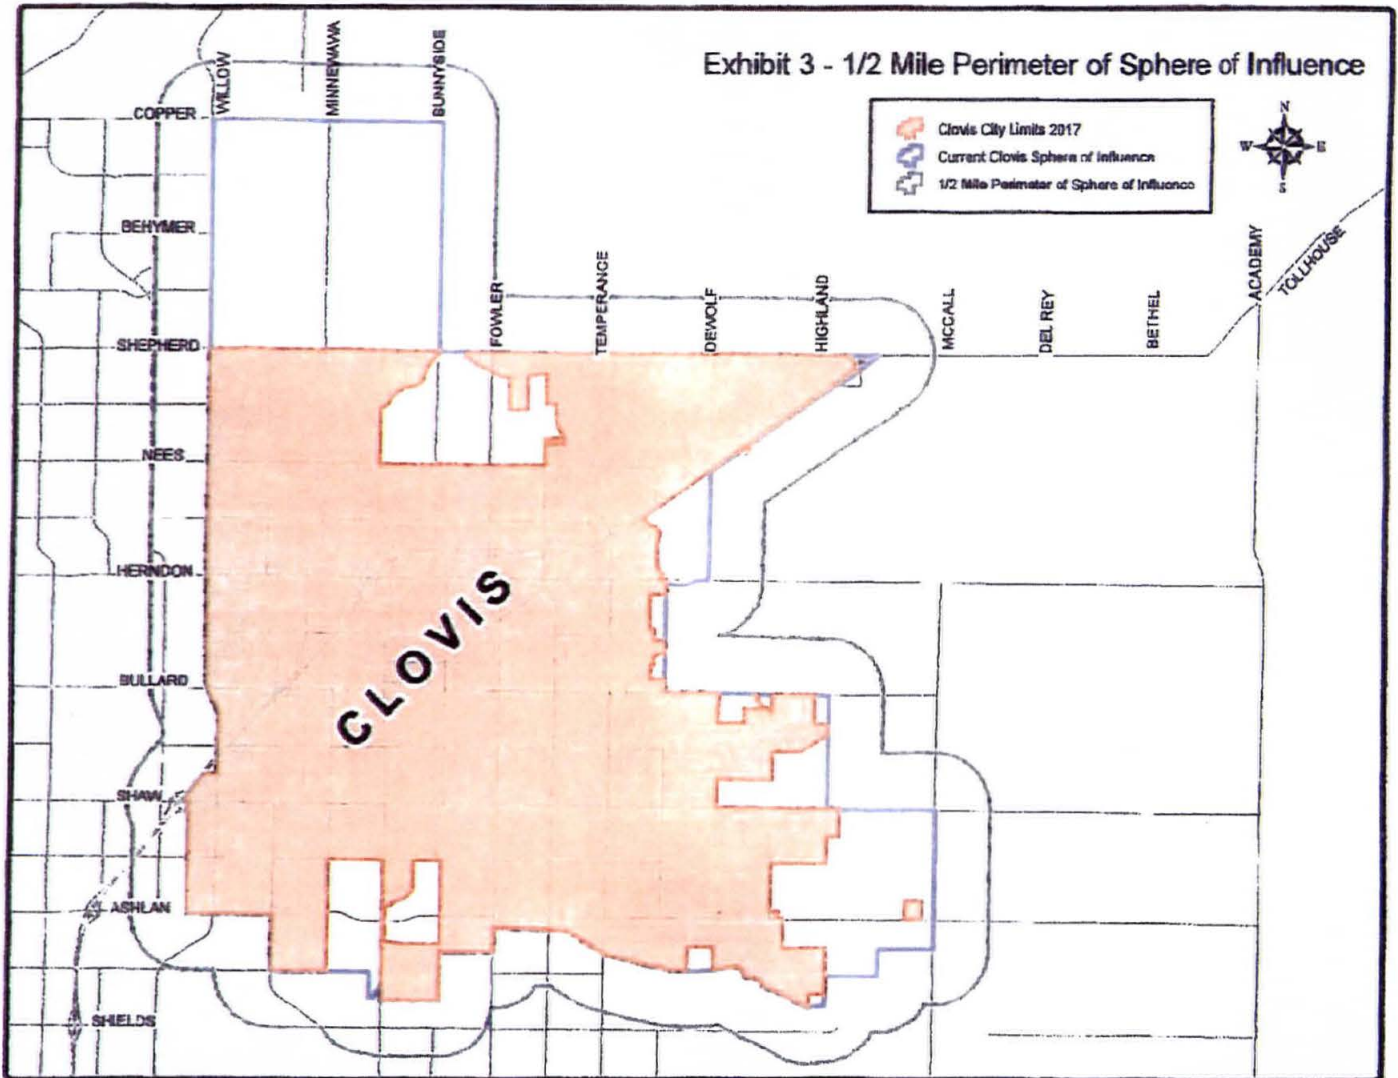 Exhibit 3 - 1/2 Mile Perimeter of Sphere of Influence
Clovis City Limits 2017
Current Clovis Sphere of Influence
1/2 Mile Perimeter of Sphere of Influence
N
W E
S
WILLOW
MINNEWAWA
SUNNYSIDE
COPPER
BEHYMER
SHEPHERD
FOWLER
TEMPERANCE
DEWOLF
HIGHLAND
MCCALL
DEL REY
BETHEL
ACADEMY
TOLLHOUSE
NEES
HERNDON
CLOVIS
BULLARD
SHAW
ASHLAN
SHIELDS